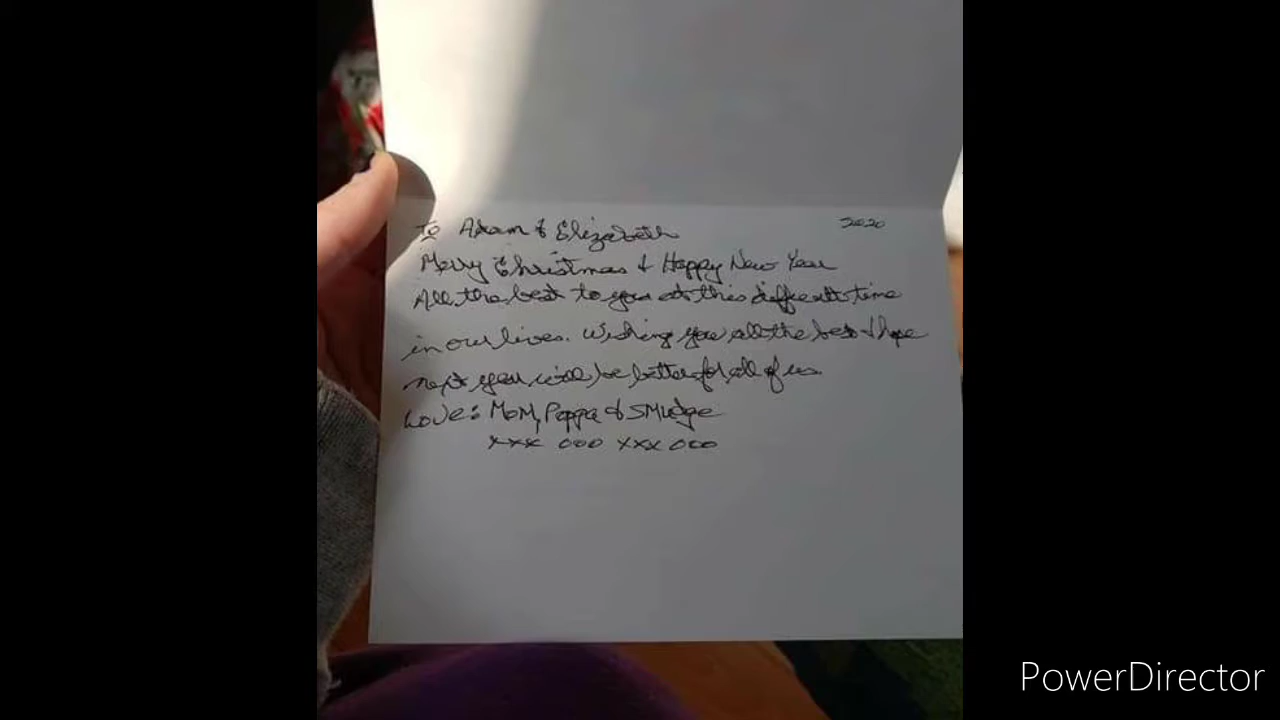 To Adam & Elizabeth 2020
Merry Christmas & Happy New Year
All the best to you at this difficult time
in our lives. Wishing you all the best & hope
next year will be better for all of us.
Love: MoM, Poppa & SMudge
xxx ooo xxx ooo
PowerDirector